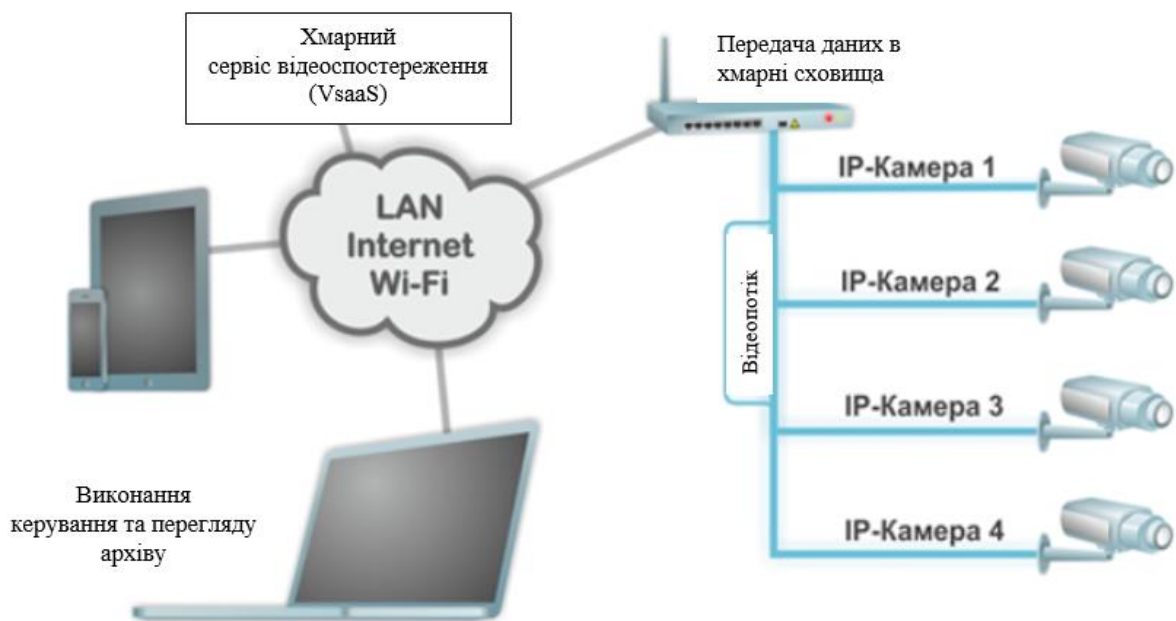 Хмарний
сервіс відеоспостереження
(VsaaS)
Передача даних в
хмарні сховища
LAN
Internet
Wi-Fi
IP-Камера 1
IP-Камера 2
Відеопотік
IP-Камера 3
IP-Камера 4
Виконання
керування та перегляду
архіву